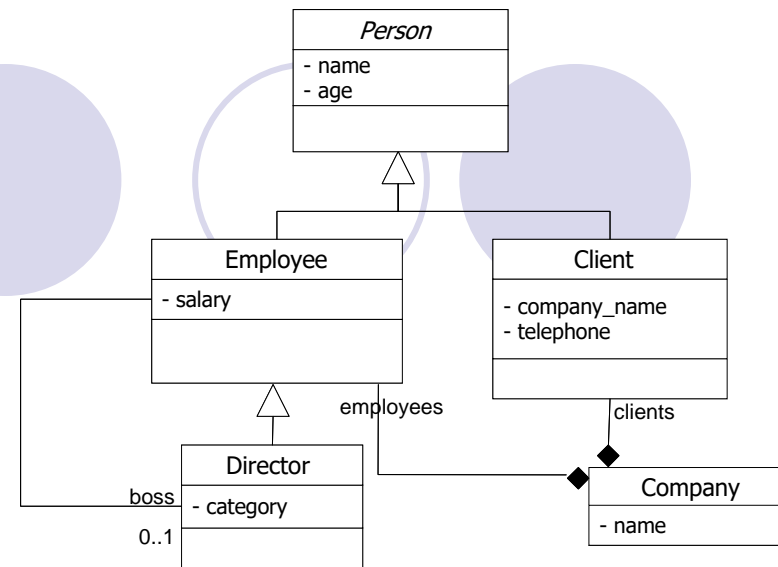 Person
- name
- age
Employee
- salary
Client
- company_name
- telephone
employees
clients
Director
- category
boss
0..1
Company
- name